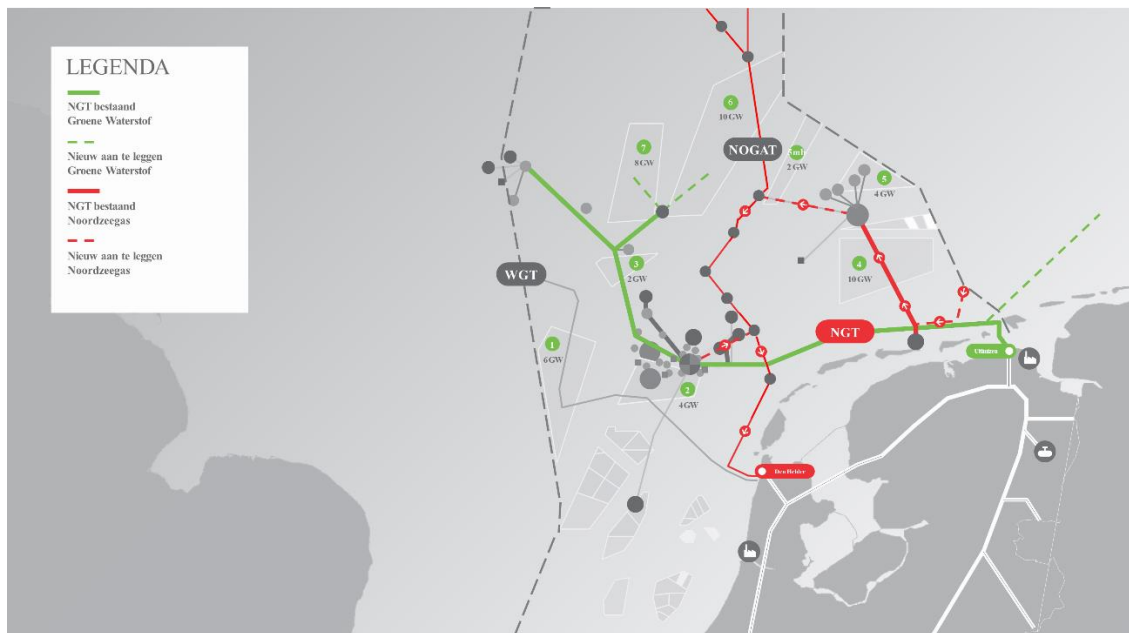 LEGENDA
NGT bestaand
Groene Waterstof
Nieuw aan te leggen
Groene Waterstof
NGT bestaand
Noordzeegas
Nieuw aan te leggen
Noordzeegas
6
10 GW
7
8 GW
NOGAT
2 GW
5
4 GW
WGT
3
2 GW
4
10 GW
NGT
1
6 GW
2
4 GW
Den Helder